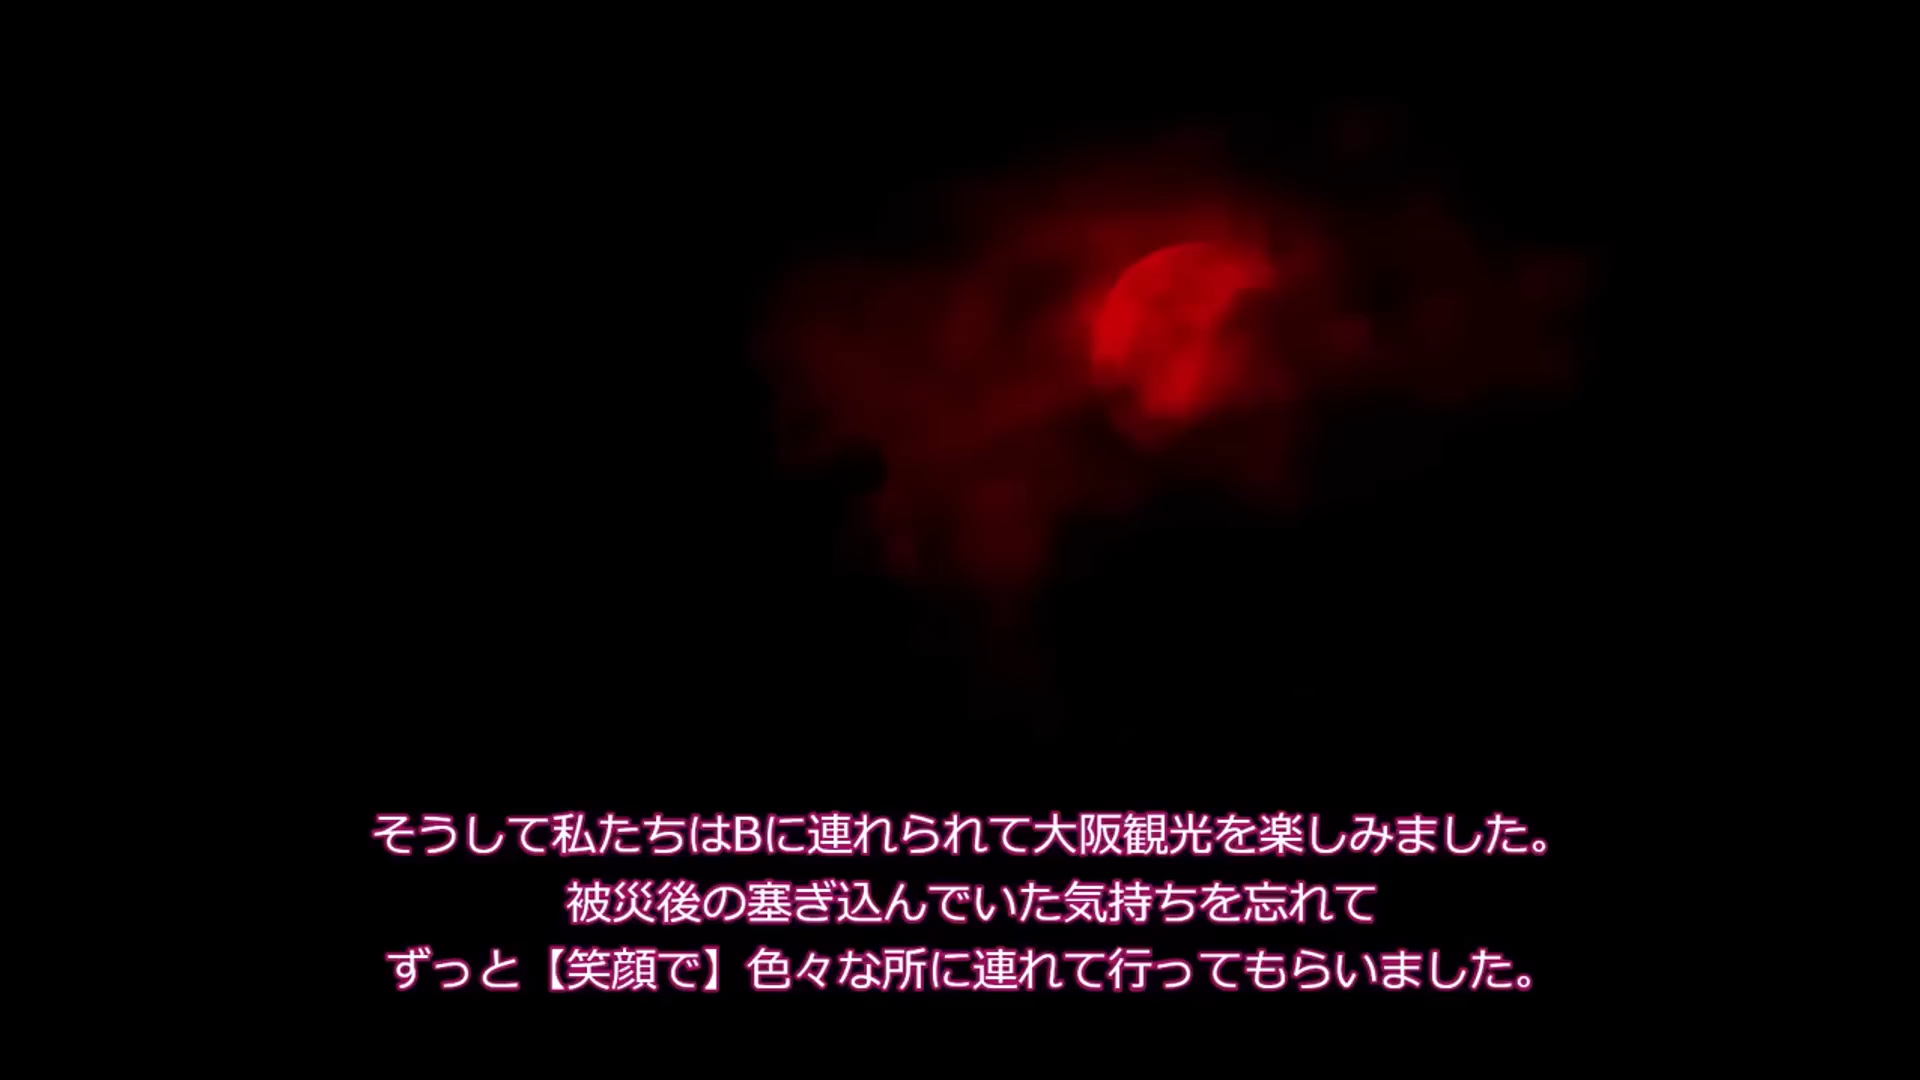 そうして私たちはBに連れられて大阪観光を楽しみました。
被災後の塞ぎ込んでいた気持ちを忘れて
ずっと【笑顔で】色々な所に連れて行ってもらいました。